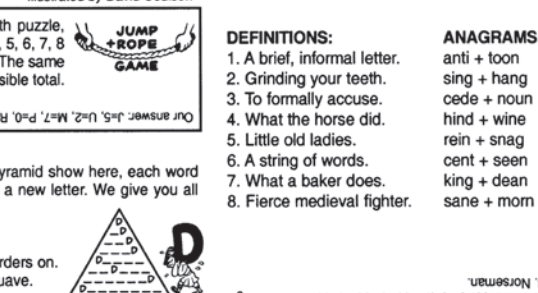 th puzzle,
5, 6, 7, 8
The same
sible total.
JUMP
+ROPE
GAME
Our answer: J=5, U=2, M=7, P=0,
yramid show here, each word
a new letter. We give you all
D
D
D
D
D
rders on.
uave.
DEFINITIONS:
1. A brief, informal letter.
2. Grinding your teeth.
3. To formally accuse.
4. What the horse did.
5. Little old ladies.
6. A string of words.
7. What a baker does.
8. Fierce medieval fighter.
ANAGRAMS
anti + toon
sing + hang
cede + noun
hind + wine
rein + snag
cent + seen
king + dean
sane + morn
Norseman.